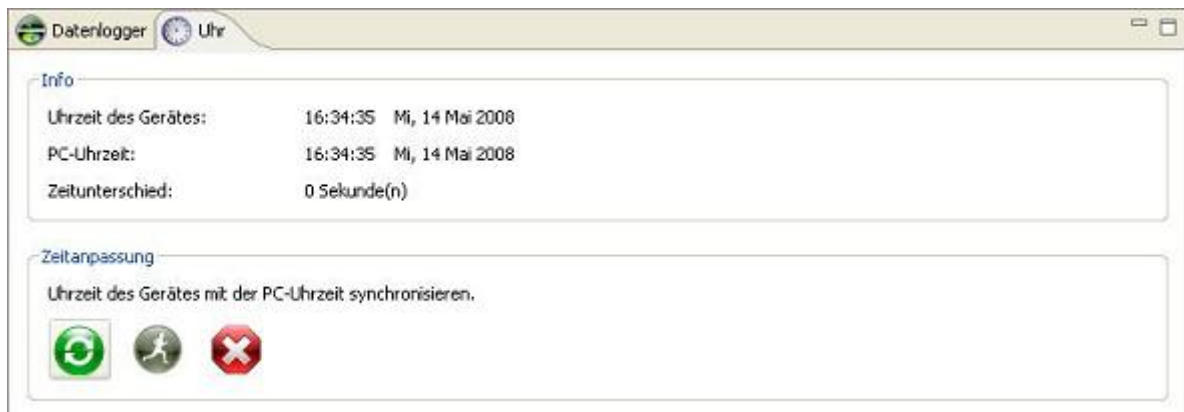 Datenlogger Uhr
Info
Uhrzeit des Gerätes: 16:34:35 Mi, 14 Mai 2008
PC-Uhrzeit: 16:34:35 Mi, 14 Mai 2008
Zeitunterschied: 0 Sekunde(n)
Zeitanpassung
Uhrzeit des Gerätes mit der PC-Uhrzeit synchronisieren.